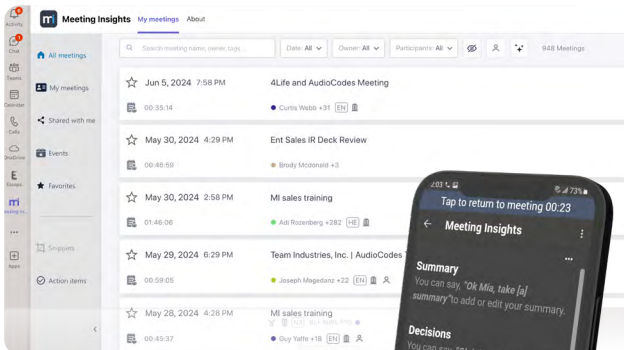 Activity
Chat
Teams
Calendar
Calls
OneDrive
Apps
mi Meeting Insights My meetings About
All meetings
My meetings
Shared with me
Events
Favorites
Snippets
Action items
Search meeting name, owner, tags...
Date: All
Owner: All
Participants: All
948 Meetings
Jun 5, 2024 7:58 PM
4Life and AudioCodes Meeting
00:35:14
Curtis Webb +31 EN
May 30, 2024 4:29 PM
Ent Sales IR Deck Review
00:46:59
Brody Mcdonald +3
May 30, 2024 2:58 PM
MI sales training
01:46:06
Adi Rozenberg +282 HE
May 29, 2024 6:29 PM
Team Industries, Inc. | AudioCodes
00:59:05
Joseph Magedanz +22 EN
May 28, 2024 4:28 PM
MI sales training
00:45:37
Guy Yaffe +18 EN
2:03
73%
Tap to return to meeting 00:23
Meeting Insights
Summary
You can say, "Ok Mia, take [a]
summary" to add or edit your summary.
Decisions
You can say,